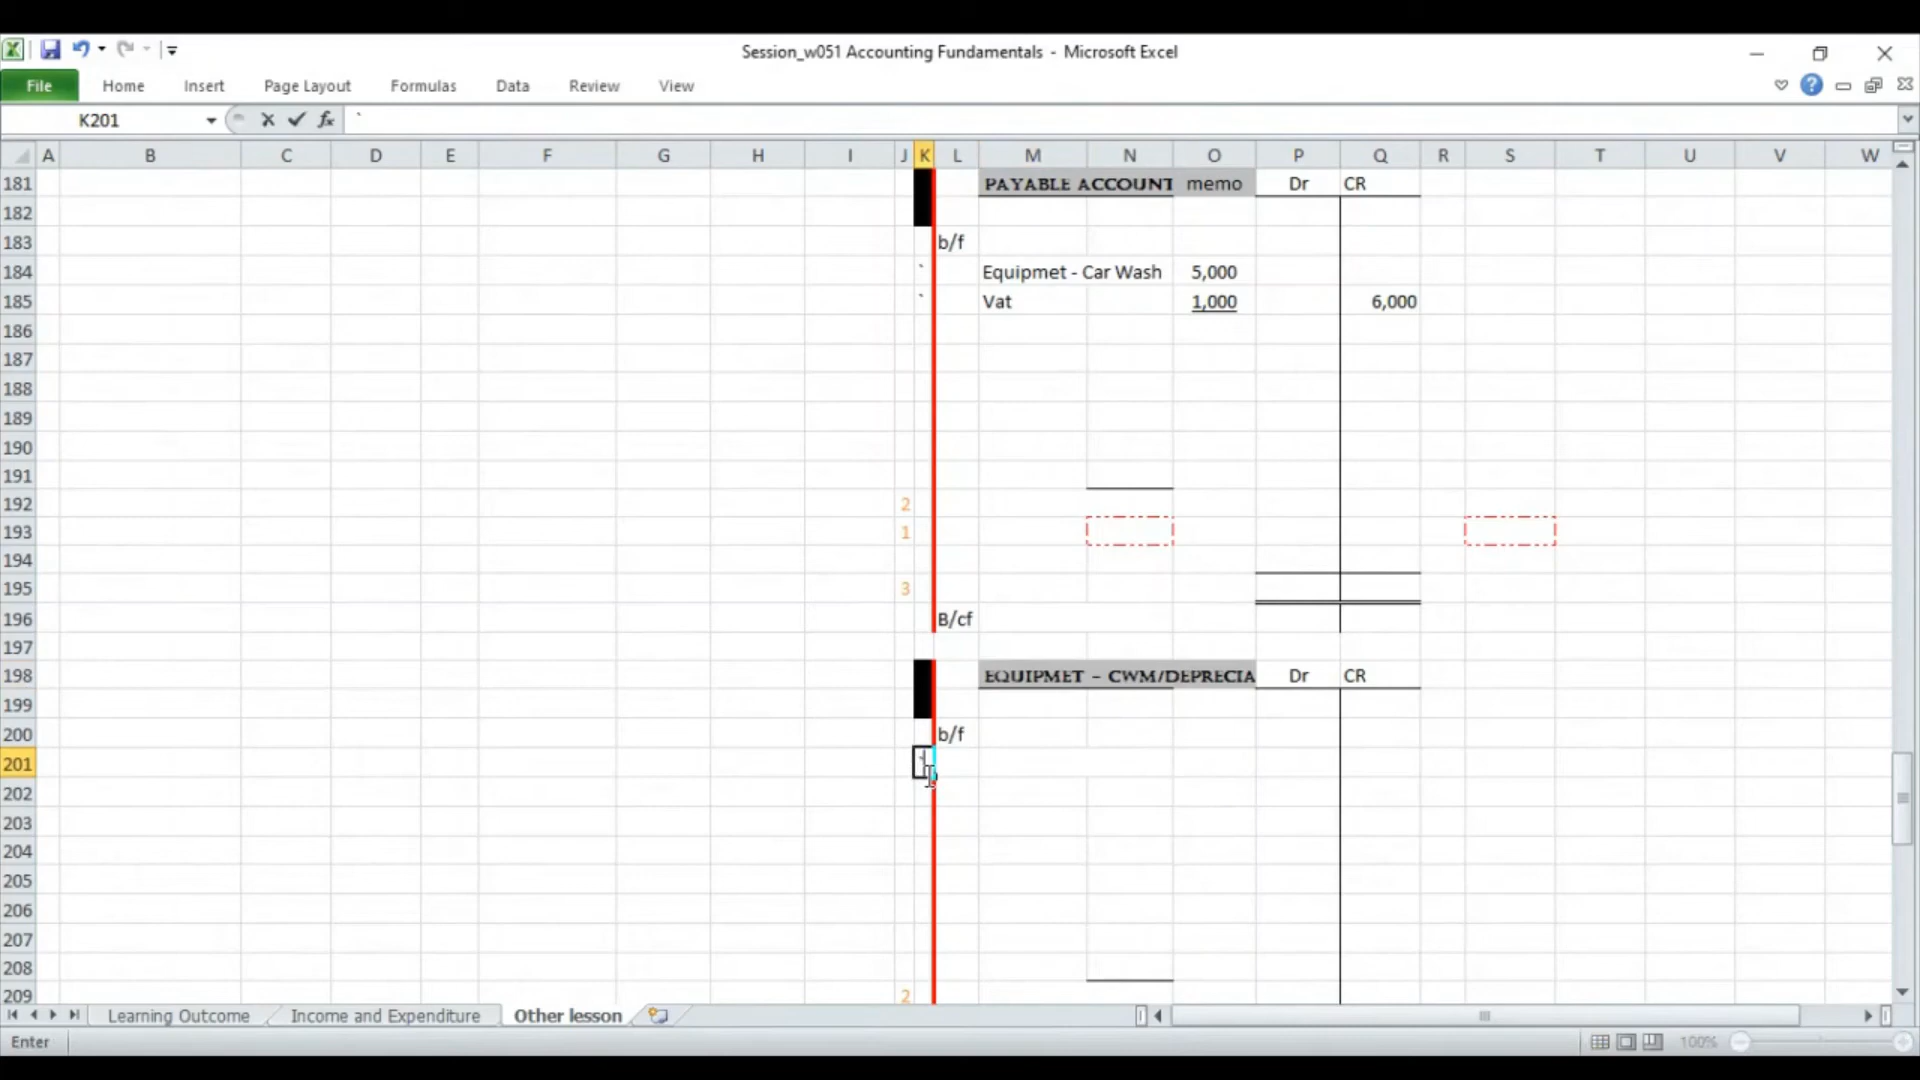 Session_w051 Accounting Fundamentals - Microsoft Excel
File Home Insert Page Layout Formulas Data Review View
K201 fx `
A B C D E F G H I J K L M N O P Q R S T U V W
181 PAYABLE ACCOUNT memo Dr CR
182
183 b/f
184 ` Equipmet - Car Wash 5,000
185 ` Vat 1,000 6,000
186
187
188
189
190
191
192 2
193 1
194
195 3
196 B/cf
197
198 EQUIPMET - CWM/DEPRECIA Dr CR
199
200 b/f
201 `
202
203
204
205
206
207
208
209 2
Learning Outcome Income and Expenditure Other lesson
Enter 100%